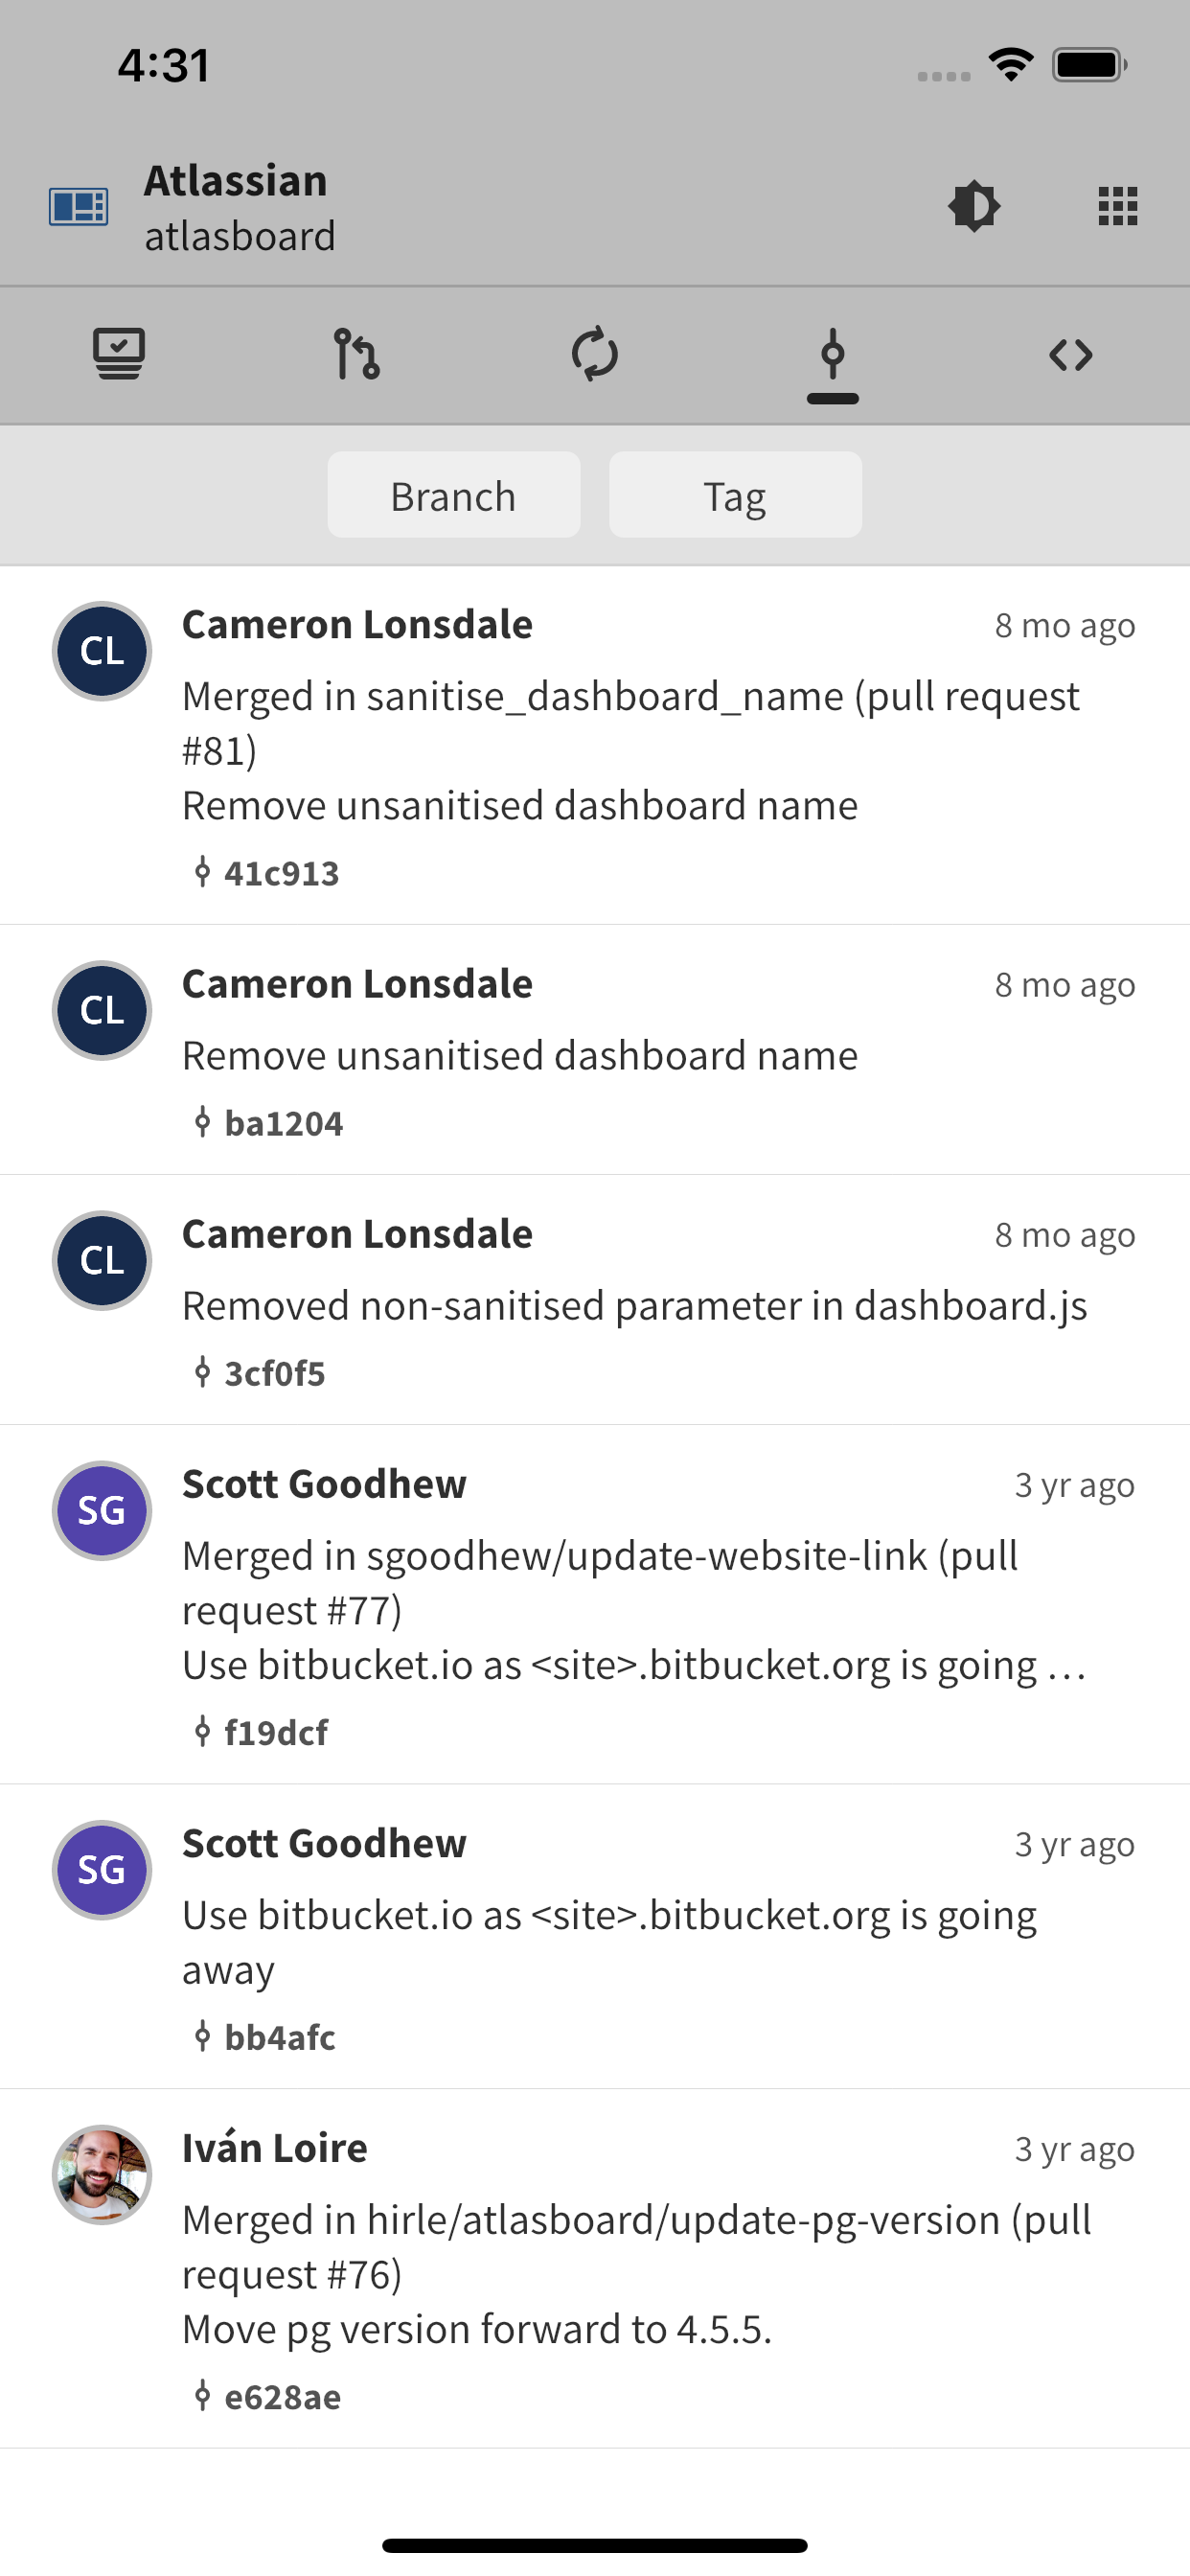 4:31
Atlassian
atlasboard
Branch
Tag
CL
Cameron Lonsdale
8 mo ago
Merged in sanitise_dashboard_name (pull request
#81)
Remove unsanitised dashboard name
41c913
CL
Cameron Lonsdale
8 mo ago
Remove unsanitised dashboard name
ba1204
CL
Cameron Lonsdale
8 mo ago
Removed non-sanitised parameter in dashboard.js
3cf0f5
SG
Scott Goodhew
3 yr ago
Merged in sgoodhew/update-website-link (pull
request #77)
Use bitbucket.io as <site>.bitbucket.org is going …
f19dcf
SG
Scott Goodhew
3 yr ago
Use bitbucket.io as <site>.bitbucket.org is going
away
bb4afc
Iván Loire
3 yr ago
Merged in hirle/atlasboard/update-pg-version (pull
request #76)
Move pg version forward to 4.5.5.
e628ae